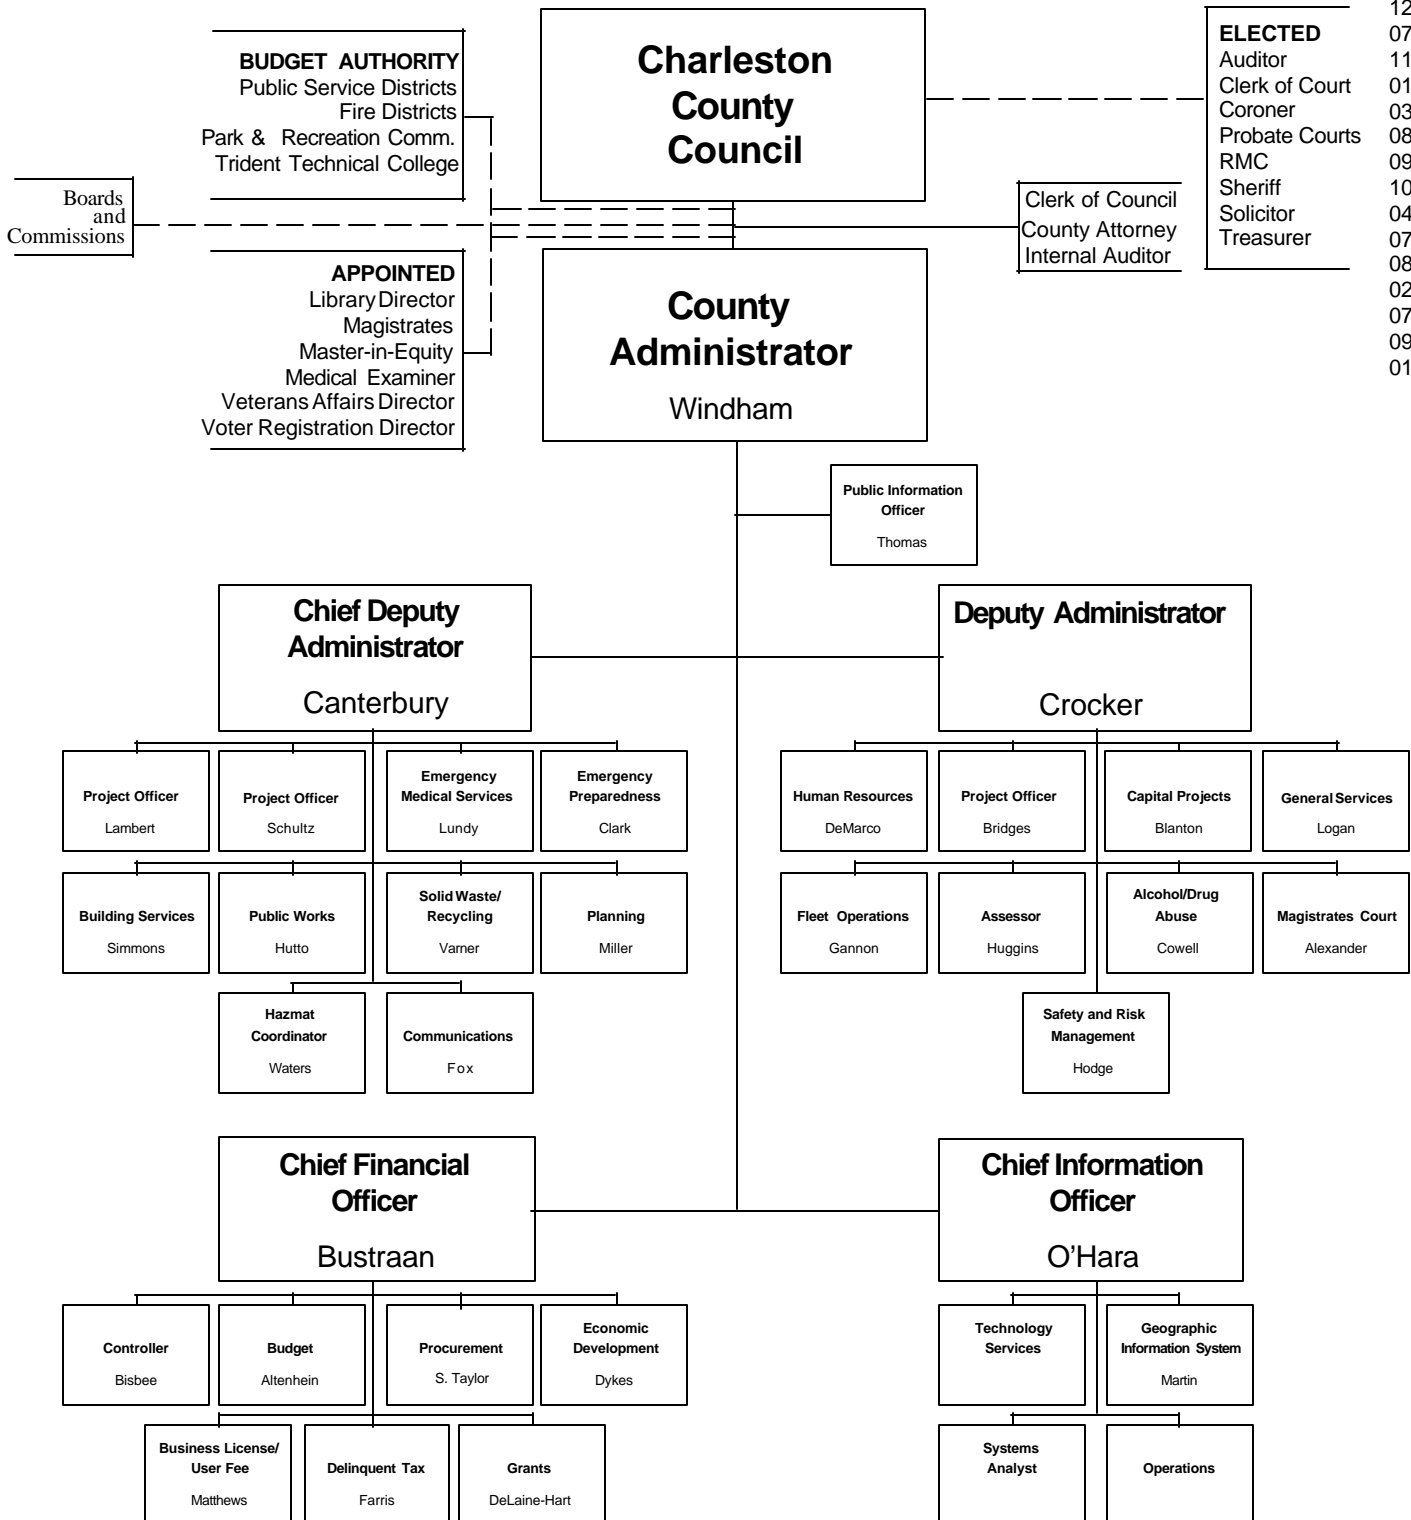 BUDGET AUTHORITY
Public Service Districts
Fire Districts
Park & Recreation Comm.
Trident Technical College
Charleston
County
Council
ELECTED
Auditor
Clerk of Court
Coroner
Probate Courts
RMC
Sheriff
Solicitor
Treasurer
12
07
11
01
03
08
09
10
04
07
08
02
07
09
01
Boards
and
Commissions
Clerk of Council
County Attorney
Internal Auditor
APPOINTED
Library Director
Magistrates
Master-in-Equity
Medical Examiner
Veterans Affairs Director
Voter Registration Director
County
Administrator
Windham
Public Information
Officer
Thomas
Chief Deputy
Administrator
Canterbury
Deputy Administrator
Crocker
Project Officer
Lambert
Project Officer
Schultz
Emergency
Medical Services
Lundy
Emergency
Preparedness
Clark
Human Resources
DeMarco
Project Officer
Bridges
Capital Projects
Blanton
General Services
Logan
Building Services
Simmons
Public Works
Hutto
Solid Waste/
Recycling
Varner
Planning
Miller
Fleet Operations
Gannon
Assessor
Huggins
Alcohol/Drug
Abuse
Cowell
Magistrates Court
Alexander
Hazmat
Coordinator
Waters
Communications
Fox
Safety and Risk
Management
Hodge
Chief Financial
Officer
Bustraan
Chief Information
Officer
O'Hara
Controller
Bisbee
Budget
Altenhein
Procurement
S. Taylor
Economic
Development
Dykes
Technology
Services
Geographic
Information System
Martin
Business License/
User Fee
Matthews
Delinquent Tax
Farris
Grants
DeLaine-Hart
Systems
Analyst
Operations